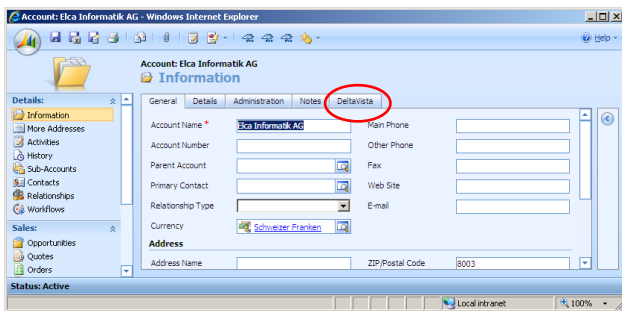 Account: Elca Informatik AG - Windows Internet Explorer
Help
Account: Elca Informatik AG
Information
Details:
Information
More Addresses
Activities
History
Sub-Accounts
Contacts
Relationships
Workflows
Sales:
Opportunities
Quotes
Orders
General Details Administration Notes DeltaVista
Account Name * Elca Informatik AG Main Phone
Account Number Other Phone
Parent Account Fax
Primary Contact Web Site
Relationship Type E-mail
Currency Schweizer Franken
Address
Address Name ZIP/Postal Code 8003
Status: Active
Local intranet 100%